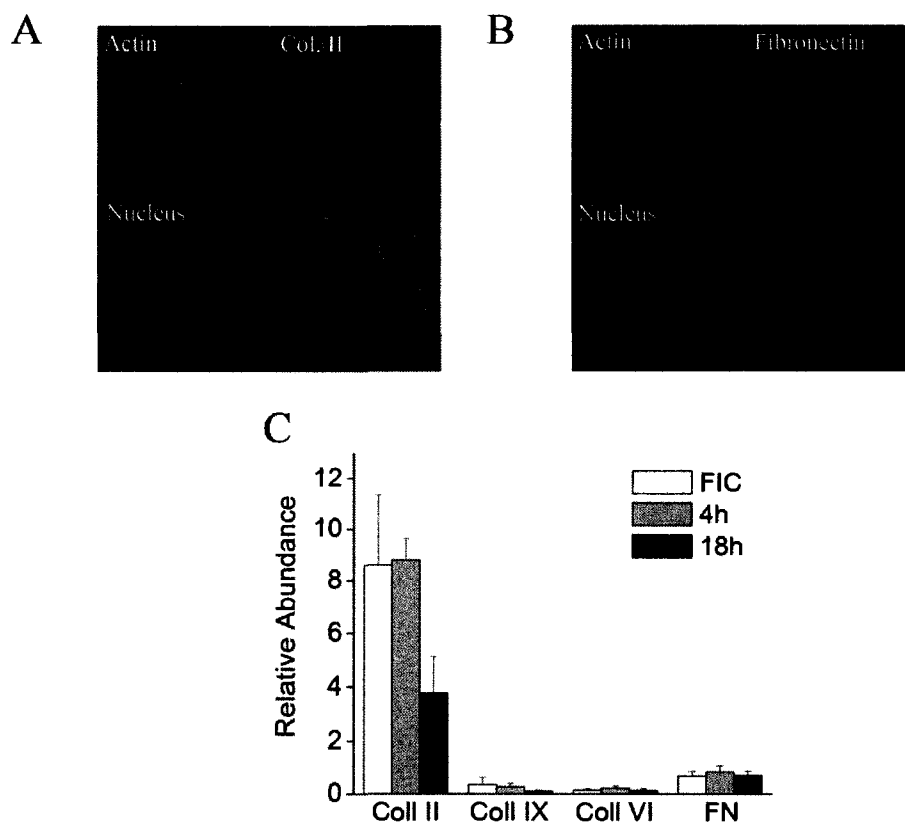 A
B
Actin
Col. II
Nucleus
Actin
Fibronectin
Nucleus
C
12
10
8
6
4
2
0
Relative Abundance
FIC
4h
18h
Coll II
Coll IX
Coll VI
FN